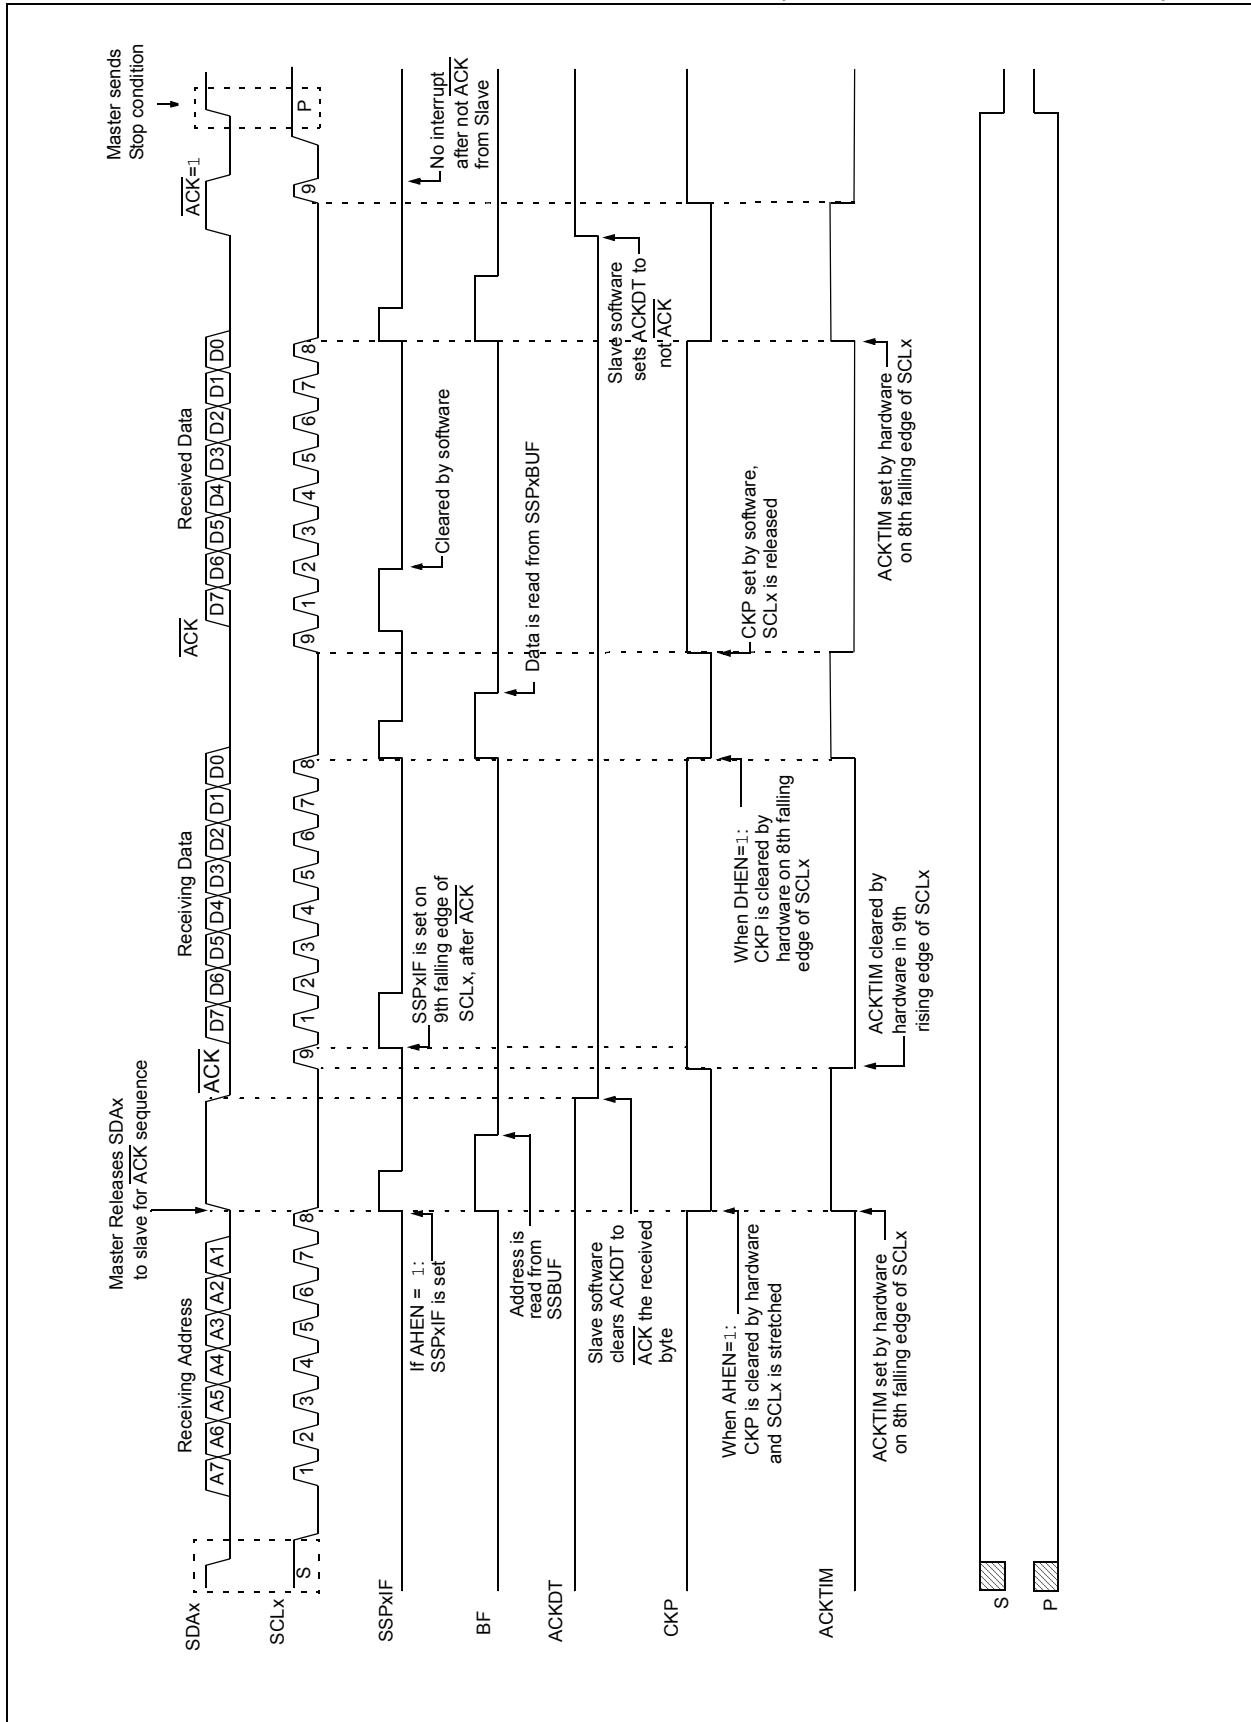 Master Releases SDAx
to slave for ACK sequence
Master sends
Stop condition
Receiving Address
Receiving Data
Received Data
ACK
ACK
ACK=1
SDAx
A7 A6 A5 A4 A3 A2 A1
D7 D6 D5 D4 D3 D2 D1 D0
D7 D6 D5 D4 D3 D2 D1 D0
SCLx
S
1 2 3 4 5 6 7 8
9
1 2 3 4 5 6 7 8
9
1 2 3 4 5 6 7 8
9
P
SSPxIF
If AHEN = 1:
SSPxIF is set
SSPxIF is set on
9th falling edge of
SCLx, after ACK
Cleared by software
No interrupt
after not ACK
from Slave
BF
Address is
read from
SSBUF
Data is read from SSPxBUF
ACKDT
Slave software
clears ACKDT to
ACK the received
byte
Slave software
sets ACKDT to
not ACK
CKP
When AHEN=1:
CKP is cleared by hardware
and SCLx is stretched
When DHEN=1:
CKP is cleared by
hardware on 8th falling
edge of SCLx
CKP set by software,
SCLx is released
ACKTIM
ACKTIM set by hardware
on 8th falling edge of SCLx
ACKTIM cleared by
hardware in 9th
rising edge of SCLx
ACKTIM set by hardware
on 8th falling edge of SCLx
S
P